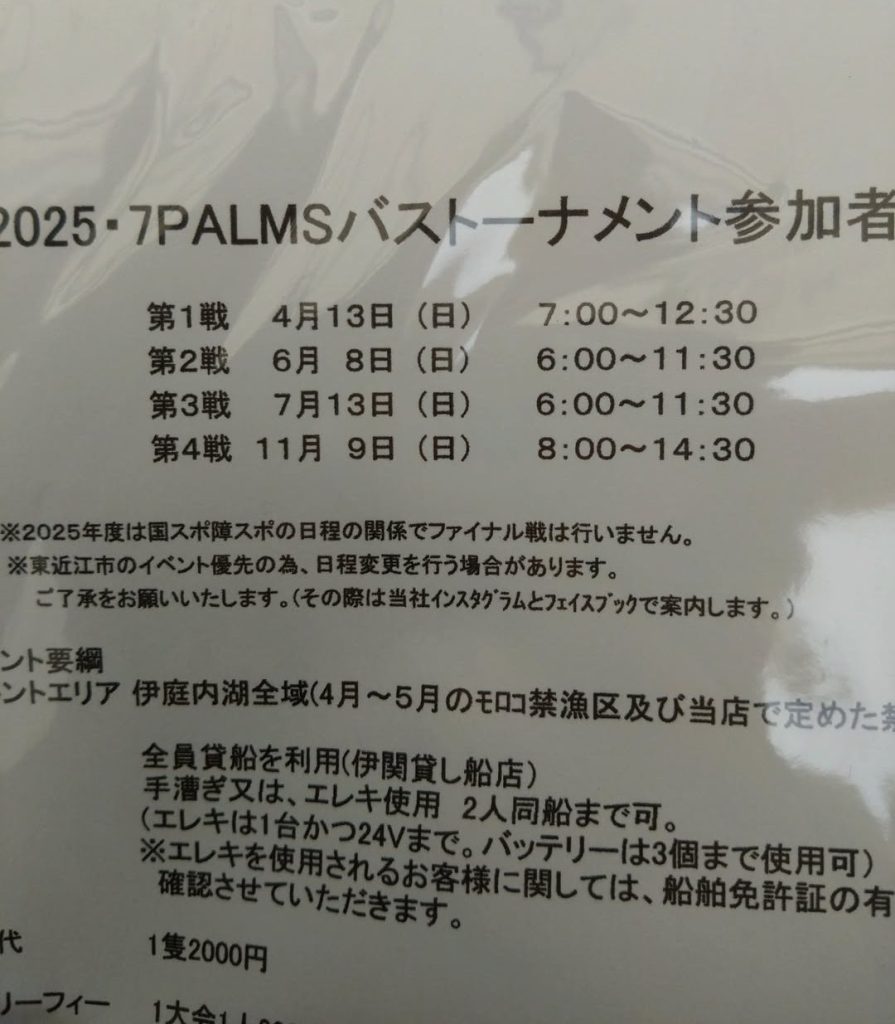 2025・7PALMSバストーナメント参加者
第1戦 4月13日（日） 7:00～12:30
第2戦 6月 8日（日） 6:00～11:30
第3戦 7月13日（日） 6:00～11:30
第4戦 11月 9日（日） 8:00～14:30
※2025年度は国スポ障スポの日程の関係でファイナル戦は行いません。
※東近江市のイベント優先の為、日程変更を行う場合があります。
ご了承をお願いいたします。(その際は当社ｲﾝｽﾀｸﾞﾗﾑとﾌｪｲｽﾌﾞｯｸで案内します。)
ント要綱
ントエリア 伊庭内湖全域(4月～5月のﾓﾛｺ禁漁区及び当店で定めた禁
全員貸船を利用(伊関貸し船店)
手漕ぎ又は、エレキ使用 2人同船まで可。
(エレキは1台かつ24Vまで。バッテリーは3個まで使用可)
※エレキを使用されるお客様に関しては、船舶免許証の有
確認させていただきます。
代 1隻2000円
リーフィー 1大会1人